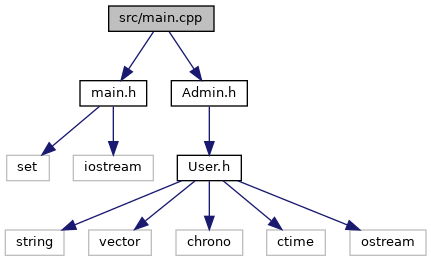 src/main.cpp
main.h
Admin.h
set
iostream
User.h
string
vector
chrono
ctime
ostream